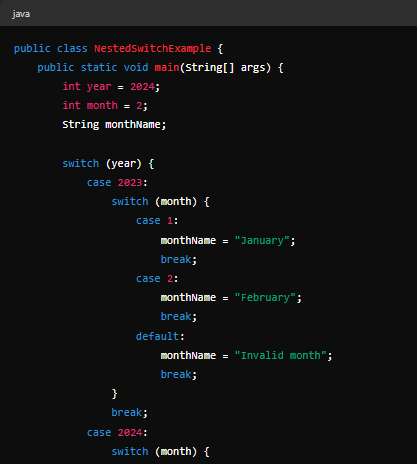 java
public class NestedSwitchExample {
    public static void main(String[] args) {
        int year = 2024;
        int month = 2;
        String monthName;

        switch (year) {
            case 2023:
                switch (month) {
                    case 1:
                        monthName = "January";
                        break;
                    case 2:
                        monthName = "February";
                        break;
                    default:
                        monthName = "Invalid month";
                        break;
                }
                break;
            case 2024:
                switch (month) {